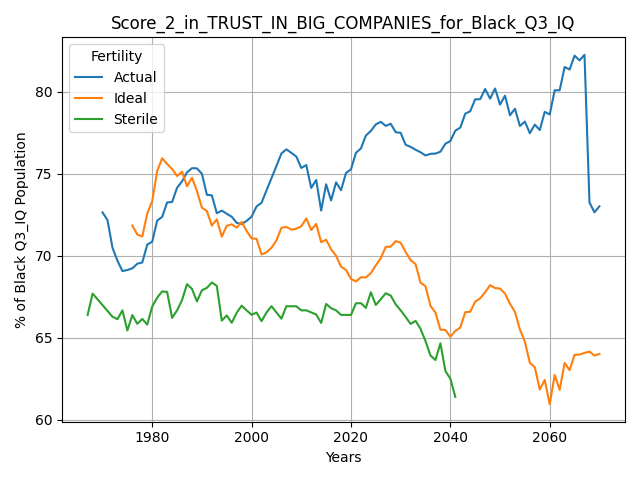 Score_2_in_TRUST_IN_BIG_COMPANIES_for_Black_Q3_IQ
Fertility
Actual
Ideal
Sterile
% of Black Q3_IQ Population
80
75
70
65
60
1980
2000
2020
2040
2060
Years